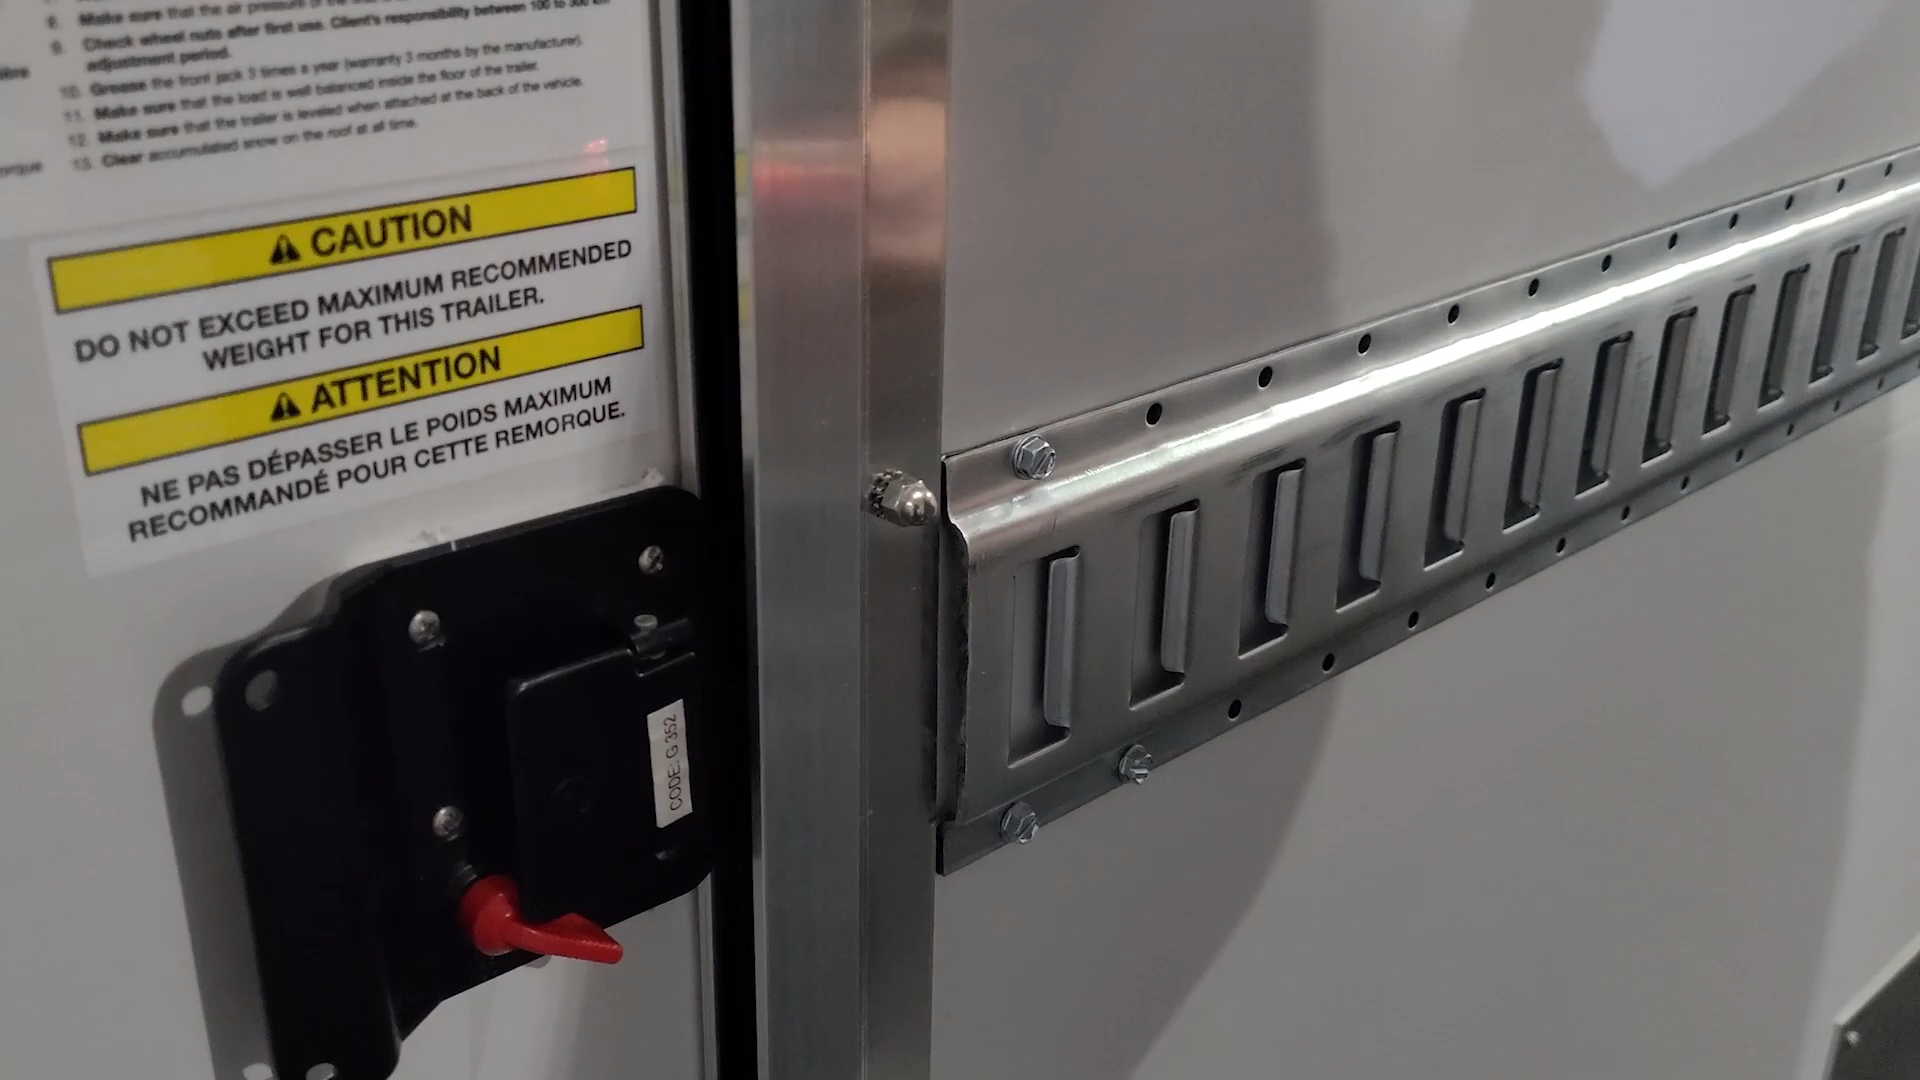 8. Make sure that the air pressure of the
9. Check wheel nuts after first use. Client's responsibility between 100 to 500 km
adjustment period.
10. Grease the front jack 3 times a year (warranty 3 months by the manufacturer).
11. Make sure that the load is well balanced inside the floor of the trailer.
12. Make sure that the trailer is leveled when attached at the back of the vehicle.
13. Clear accumulated snow on the roof at all time.
CAUTION
DO NOT EXCEED MAXIMUM RECOMMENDED
WEIGHT FOR THIS TRAILER.
ATTENTION
NE PAS DÉPASSER LE POIDS MAXIMUM
RECOMMANDÉ POUR CETTE REMORQUE.
CODE: G 352